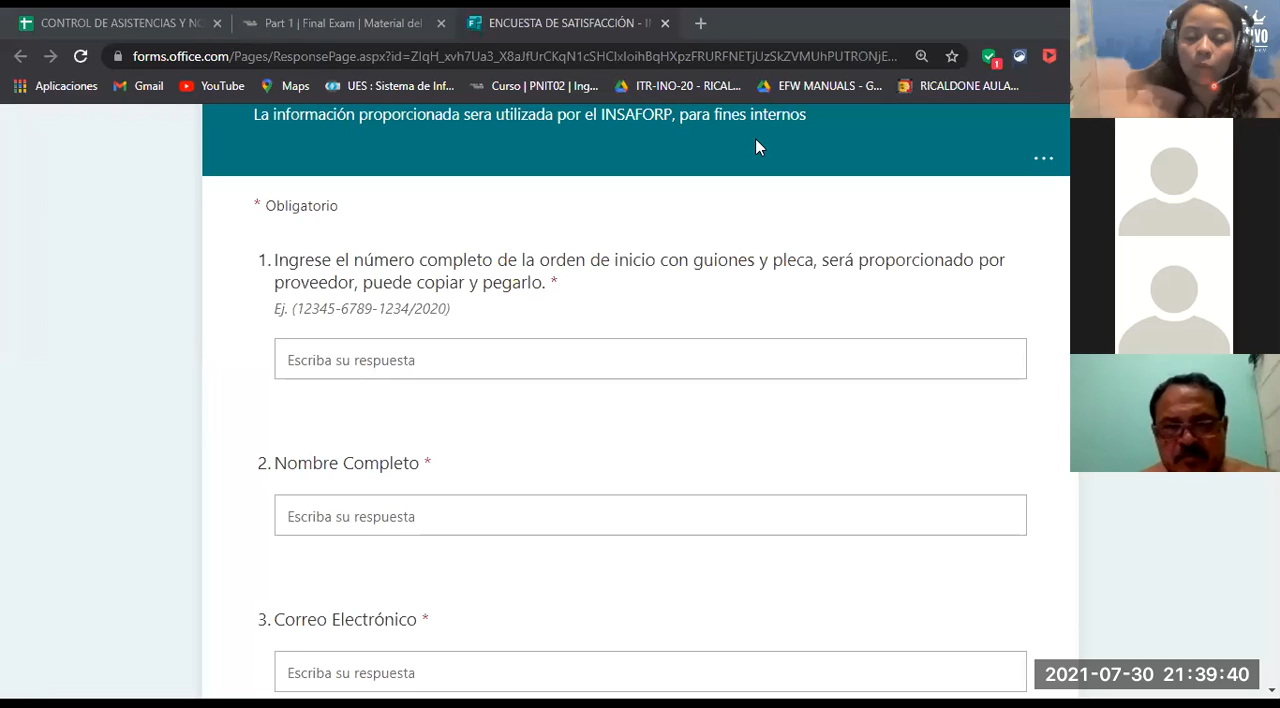 CONTROL DE ASISTENCIAS Y NO
Part 1 | Final Exam | Material del
ENCUESTA DE SATISFACCIÓN - I
forms.office.com/Pages/ResponsePage.aspx?id=
1
Aplicaciones
Gmail
YouTube
Maps
UES : Sistema de Inf...
Curso | PNIT02 | Ing...
ITR-INO-20 - RICAL...
EFW MANUALS - G...
RICALDONE AULA...
La información proporcionada sera utilizada por el INSAFORP, para fines internos
* Obligatorio
1. Ingrese el número completo de la orden de inicio con guiones y pleca, será proporcionado por
proveedor, puede copiar y pegarlo. *
Ej. (12345-6789-1234/2020)
Escriba su respuesta
2. Nombre Completo *
Escriba su respuesta
3. Correo Electrónico *
Escriba su respuesta
2021-07-30 21:39:40